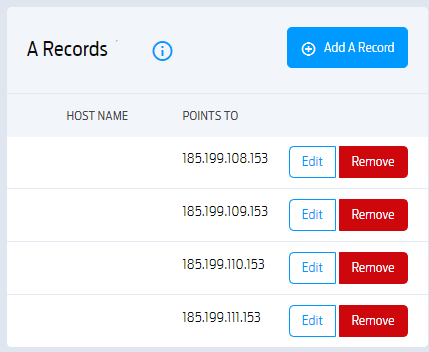 A Records
Add A Record
HOST NAME POINTS TO
185.199.108.153 Edit Remove
185.199.109.153 Edit Remove
185.199.110.153 Edit Remove
185.199.111.153 Edit Remove